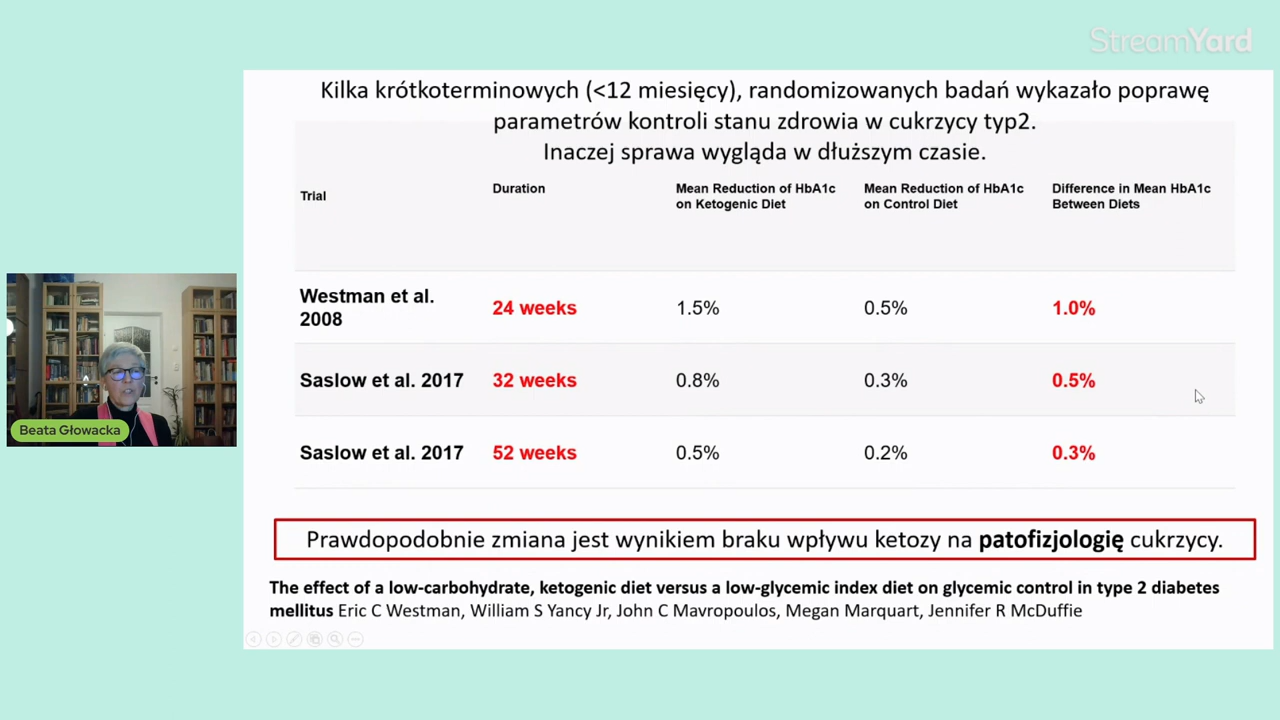 StreamYard
Kilka krótkoterminowych (<12 miesięcy), randomizowanych badań wykazało poprawę
parametrów kontroli stanu zdrowia w cukrzycy typ2.
Inaczej sprawa wygląda w dłuższym czasie.
Trial
Duration
Mean Reduction of HbA1c
on Ketogenic Diet
Mean Reduction of HbA1c
on Control Diet
Difference in Mean HbA1c
Between Diets
Westman et al.
2008
24 weeks
1.5%
0.5%
1.0%
Saslow et al. 2017
32 weeks
0.8%
0.3%
0.5%
Saslow et al. 2017
52 weeks
0.5%
0.2%
0.3%
Prawdopodobnie zmiana jest wynikiem braku wpływu ketozy na patofizjologię cukrzycy.
The effect of a low-carbohydrate, ketogenic diet versus a low-glycemic index diet on glycemic control in type 2 diabetes
mellitus Eric C Westman, William S Yancy Jr, John C Mavropoulos, Megan Marquart, Jennifer R McDuffie
Beata Głowacka